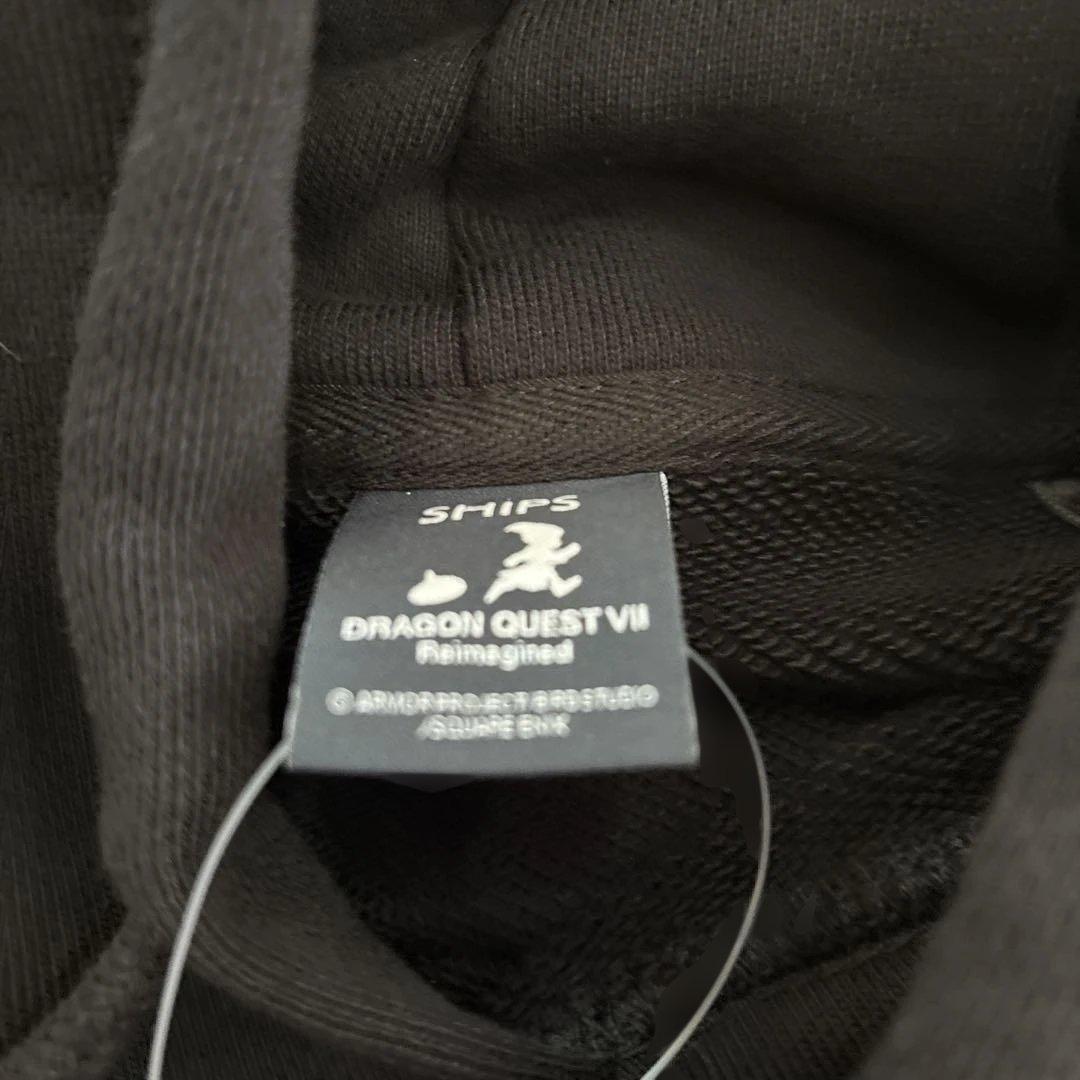 SHIPS
DRAGON QUEST VII
Reimagined
© ARMOR PROJECT/BIRD STUDIO
/SQUARE ENIX